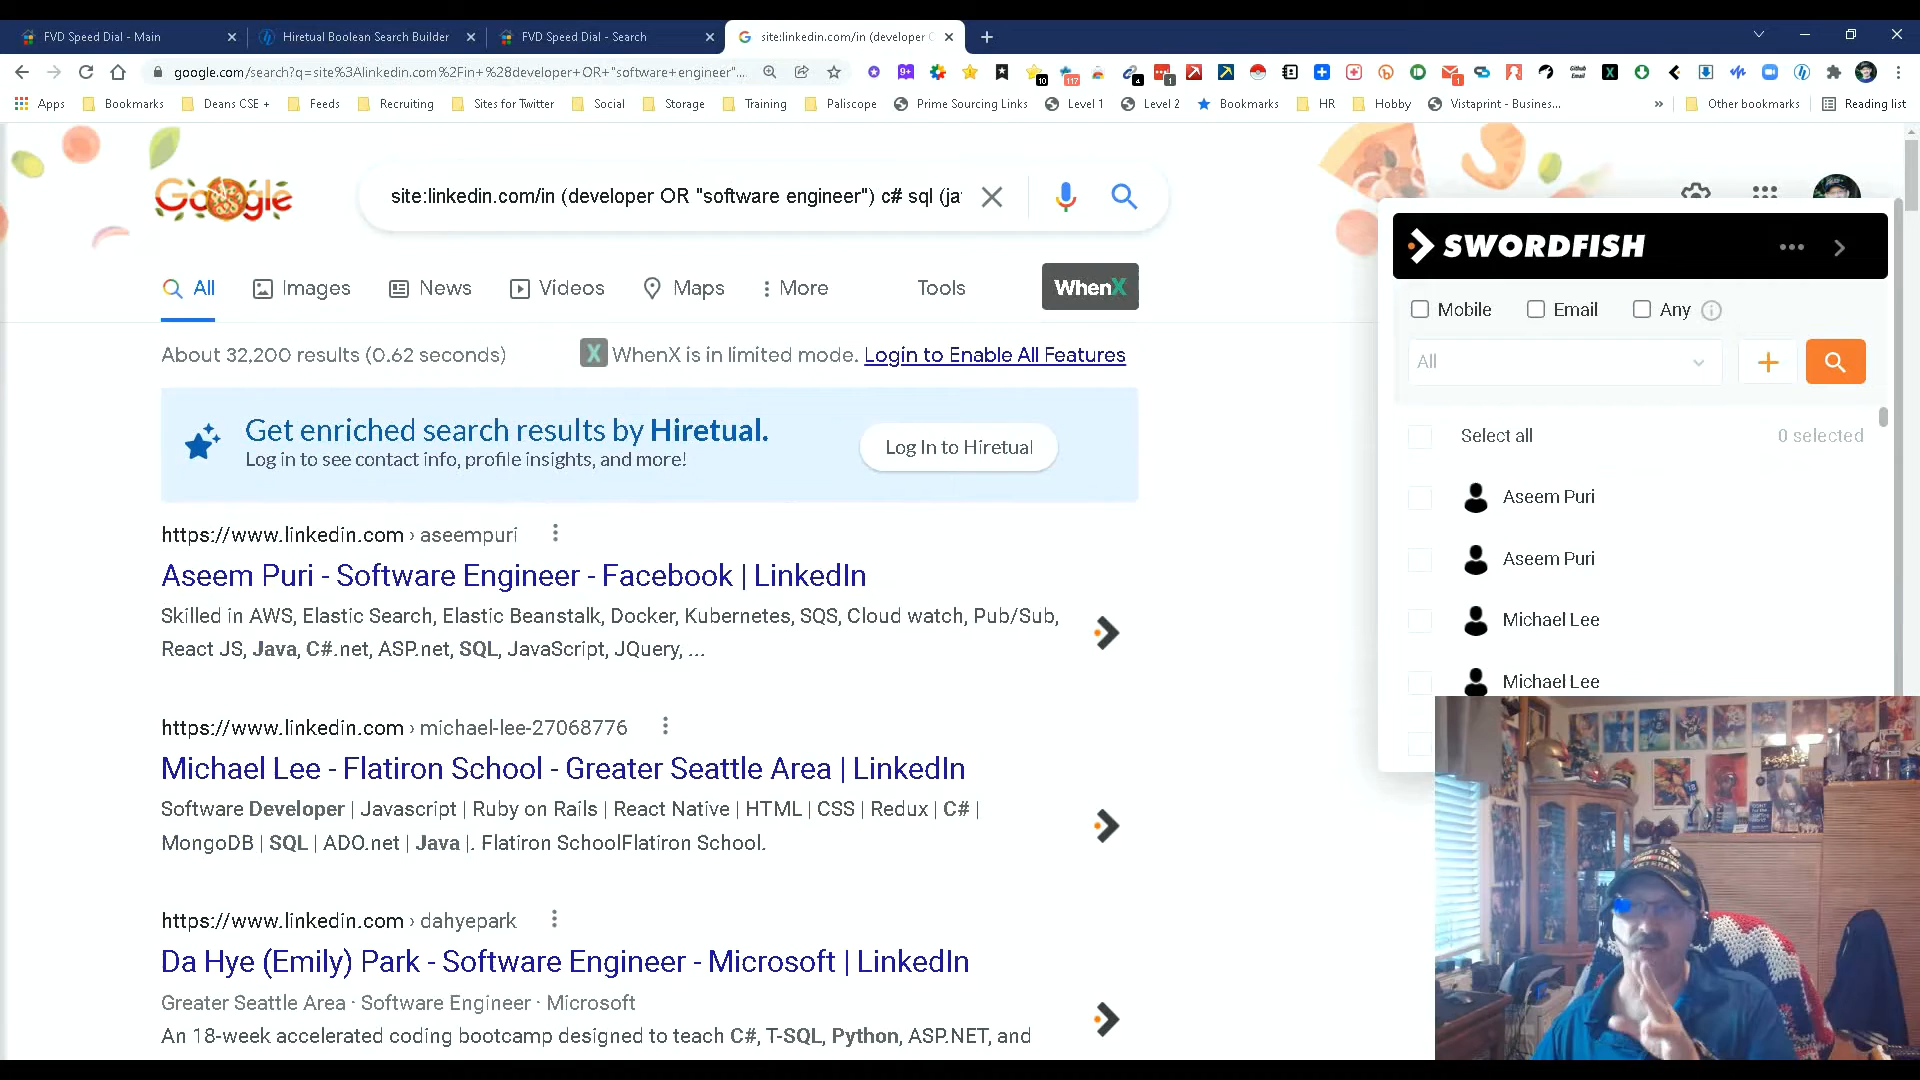 FVD Speed Dial - Main
Hiretual Boolean Search Builder
FVD Speed Dial - Search
site:linkedin.com/in (developer
google.com/search?q=site%3Alinkedin.com%2Fin+%28developer+OR+"software+engineer"...
9+
10
117
4
1
1
Apps
Bookmarks
Deans CSE +
Feeds
Recruiting
Sites for Twitter
Social
Storage
Training
Paliscope
Prime Sourcing Links
Level 1
Level 2
Bookmarks
HR
Hobby
Vistaprint - Busines...
»
Other bookmarks
Reading list
Google
site:linkedin.com/in (developer OR "software engineer") c# sql (ja
All
Images
News
Videos
Maps
More
Tools
WhenX
About 32,200 results (0.62 seconds)
X WhenX is in limited mode. Login to Enable All Features
Get enriched search results by Hiretual.
Log in to see contact info, profile insights, and more!
Log In to Hiretual
https://www.linkedin.com › aseempuri
Aseem Puri - Software Engineer - Facebook | LinkedIn
Skilled in AWS, Elastic Search, Elastic Beanstalk, Docker, Kubernetes, SQS, Cloud watch, Pub/Sub,
React JS, Java, C#.net, ASP.net, SQL, JavaScript, JQuery, ...
https://www.linkedin.com › michael-lee-27068776
Michael Lee - Flatiron School - Greater Seattle Area | LinkedIn
Software Developer | Javascript | Ruby on Rails | React Native | HTML | CSS | Redux | C# |
MongoDB | SQL | ADO.net | Java |. Flatiron SchoolFlatiron School.
https://www.linkedin.com › dahyepark
Da Hye (Emily) Park - Software Engineer - Microsoft | LinkedIn
Greater Seattle Area · Software Engineer · Microsoft
An 18-week accelerated coding bootcamp designed to teach C#, T-SQL, Python, ASP.NET, and
SWORDFISH
Mobile
Email
Any
All
Select all
0 selected
Aseem Puri
Aseem Puri
Michael Lee
Michael Lee